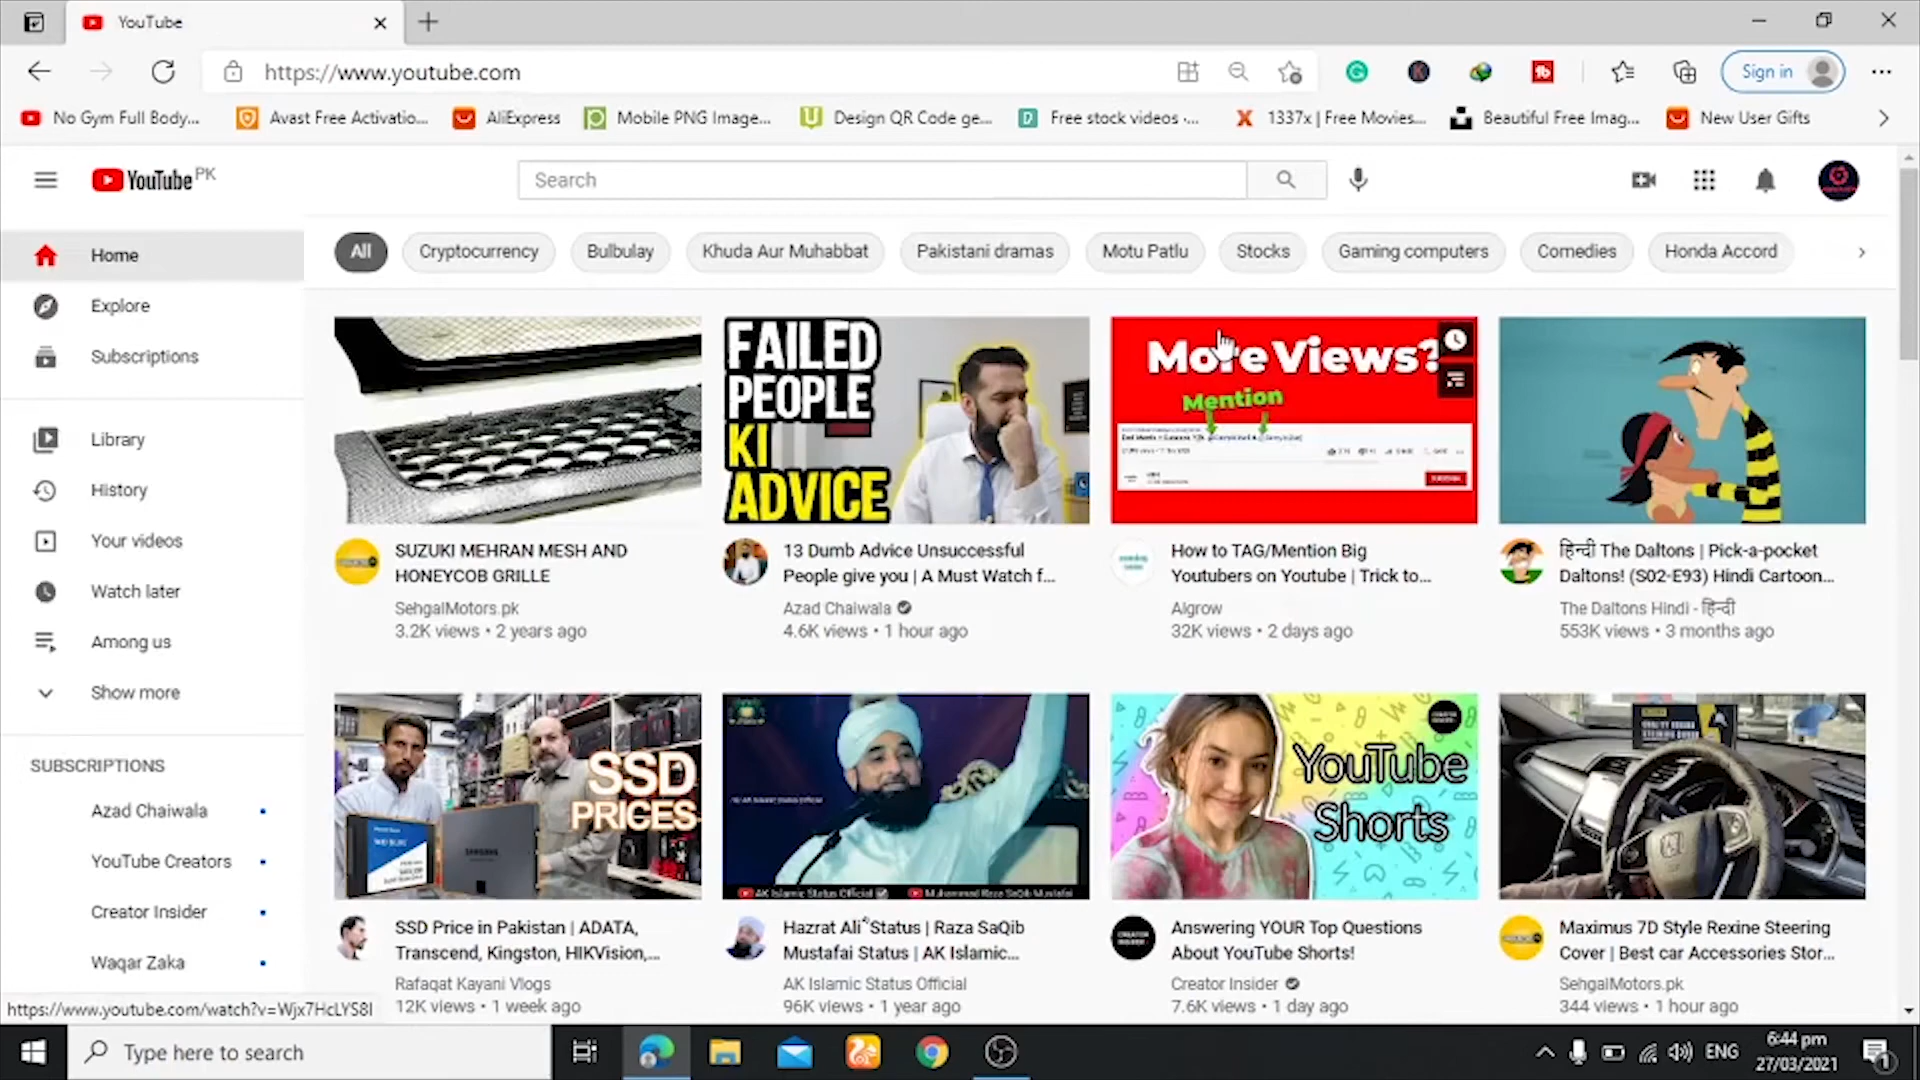 YouTube
https://www.youtube.com
Sign in
No Gym Full Body...
Avast Free Activatio...
AliExpress
Mobile PNG Image...
Design QR Code ge...
Free stock videos -...
1337x | Free Movies...
Beautiful Free Imag...
New User Gifts
YouTube PK
Search
Home
Explore
Subscriptions
Library
History
Your videos
Watch later
Among us
Show more
SUBSCRIPTIONS
Azad Chaiwala
YouTube Creators
Creator Insider
Waqar Zaka
https://www.youtube.com/watch?v=Wjx7HcLYS8I
All
Cryptocurrency
Bulbulay
Khuda Aur Muhabbat
Pakistani dramas
Motu Patlu
Stocks
Gaming computers
Comedies
Honda Accord
SUZUKI MEHRAN MESH AND
HONEYCOB GRILLE
SehgalMotors.pk
3.2K views • 2 years ago
FAILED
PEOPLE
KI
ADVICE
13 Dumb Advice Unsuccessful
People give you | A Must Watch f...
Azad Chaiwala
4.6K views • 1 hour ago
More Views?
Mention
How to TAG/Mention Big
Youtubers on Youtube | Trick to...
Algrow
32K views • 2 days ago
हिन्दी The Daltons | Pick-a-pocket
Daltons! (S02-E93) Hindi Cartoon...
The Daltons Hindi - हिन्दी
553K views • 3 months ago
SSD
PRICES
SAMSUNG
SSD Price in Pakistan | ADATA,
Transcend, Kingston, HIKVision,...
Rafaqat Kayani Vlogs
12K views • 1 week ago
AK Islamic Status Official
Muhammad Raza SaQib Mustafai
Hazrat Ali ؓ Status | Raza SaQib
Mustafai Status | AK Islamic...
AK Islamic Status Official
96K views • 1 year ago
YouTube
Shorts
Answering YOUR Top Questions
About YouTube Shorts!
Creator Insider
7.6K views • 1 day ago
Maximus 7D Style Rexine Steering
Cover | Best car Accessories Stor...
SehgalMotors.pk
344 views • 1 hour ago
Type here to search
ENG
6:44 pm
27/03/2021
1